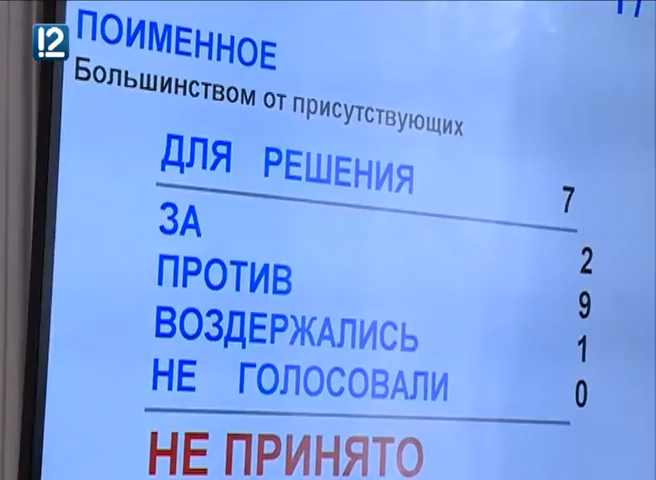 17
12
ПОИМЕННОЕ
Большинством от присутствующих
ДЛЯ РЕШЕНИЯ 7
ЗА 2
ПРОТИВ 9
ВОЗДЕРЖАЛИСЬ 1
НЕ ГОЛОСОВАЛИ 0
НЕ ПРИНЯТО